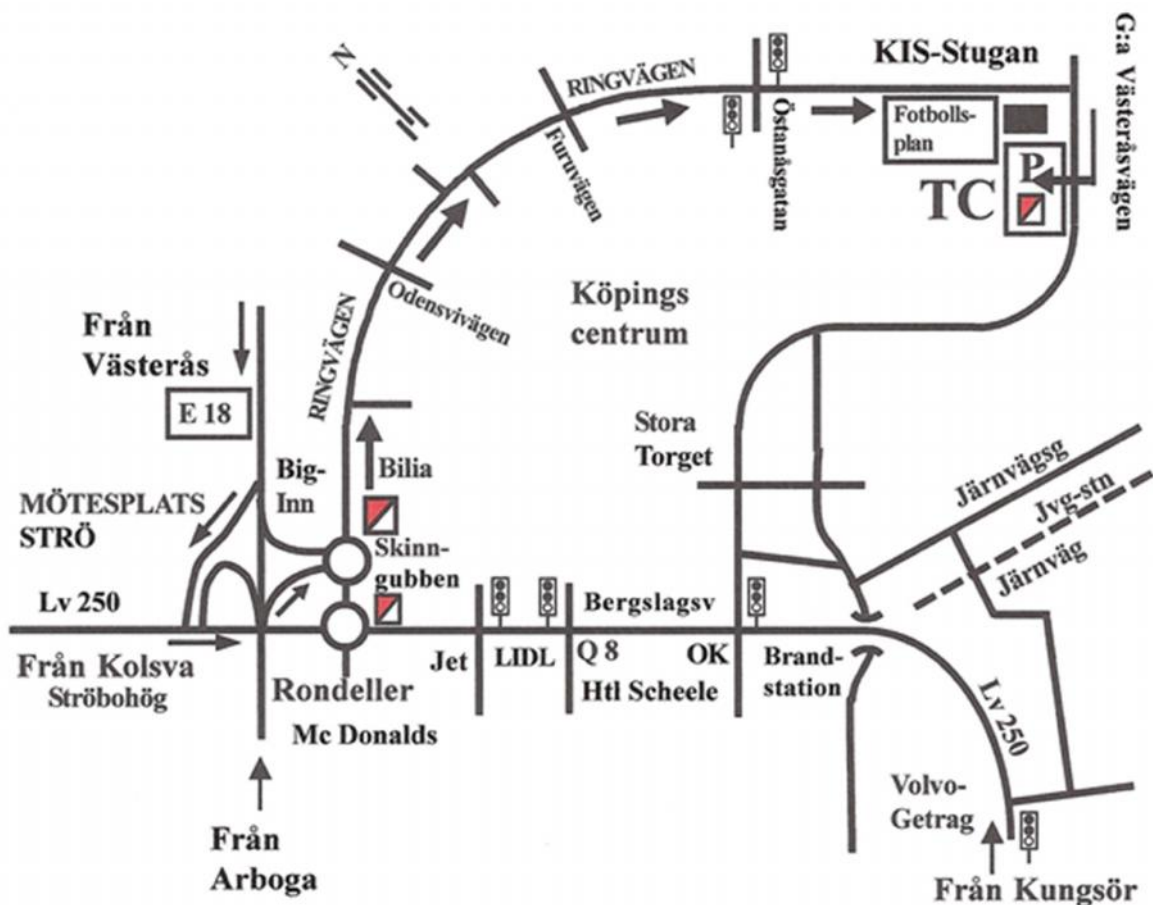 KIS-Stugan
G:a Västeråsvägen
N
RINGVÄGEN
Fotbolls-
plan
P
TC
Östanåsgatan
Furuvägen
Odensvivägen
Köpings
centrum
Från
Västerås
E 18
RINGVÄGEN
Stora
Torget
Big-
Inn
Bilia
MÖTESPLATS
STRÖ
Skinn-
gubben
Järnvägsg
Jvg-stn
Järnväg
Lv 250
Bergslagsv
Från Kolsva
Ströbohög
Rondeller
Mc Donalds
Jet
LIDL
Q 8
Htl Scheele
OK
Brand-
station
Lv 250
Volvo-
Getrag
Från
Arboga
Från Kungsör